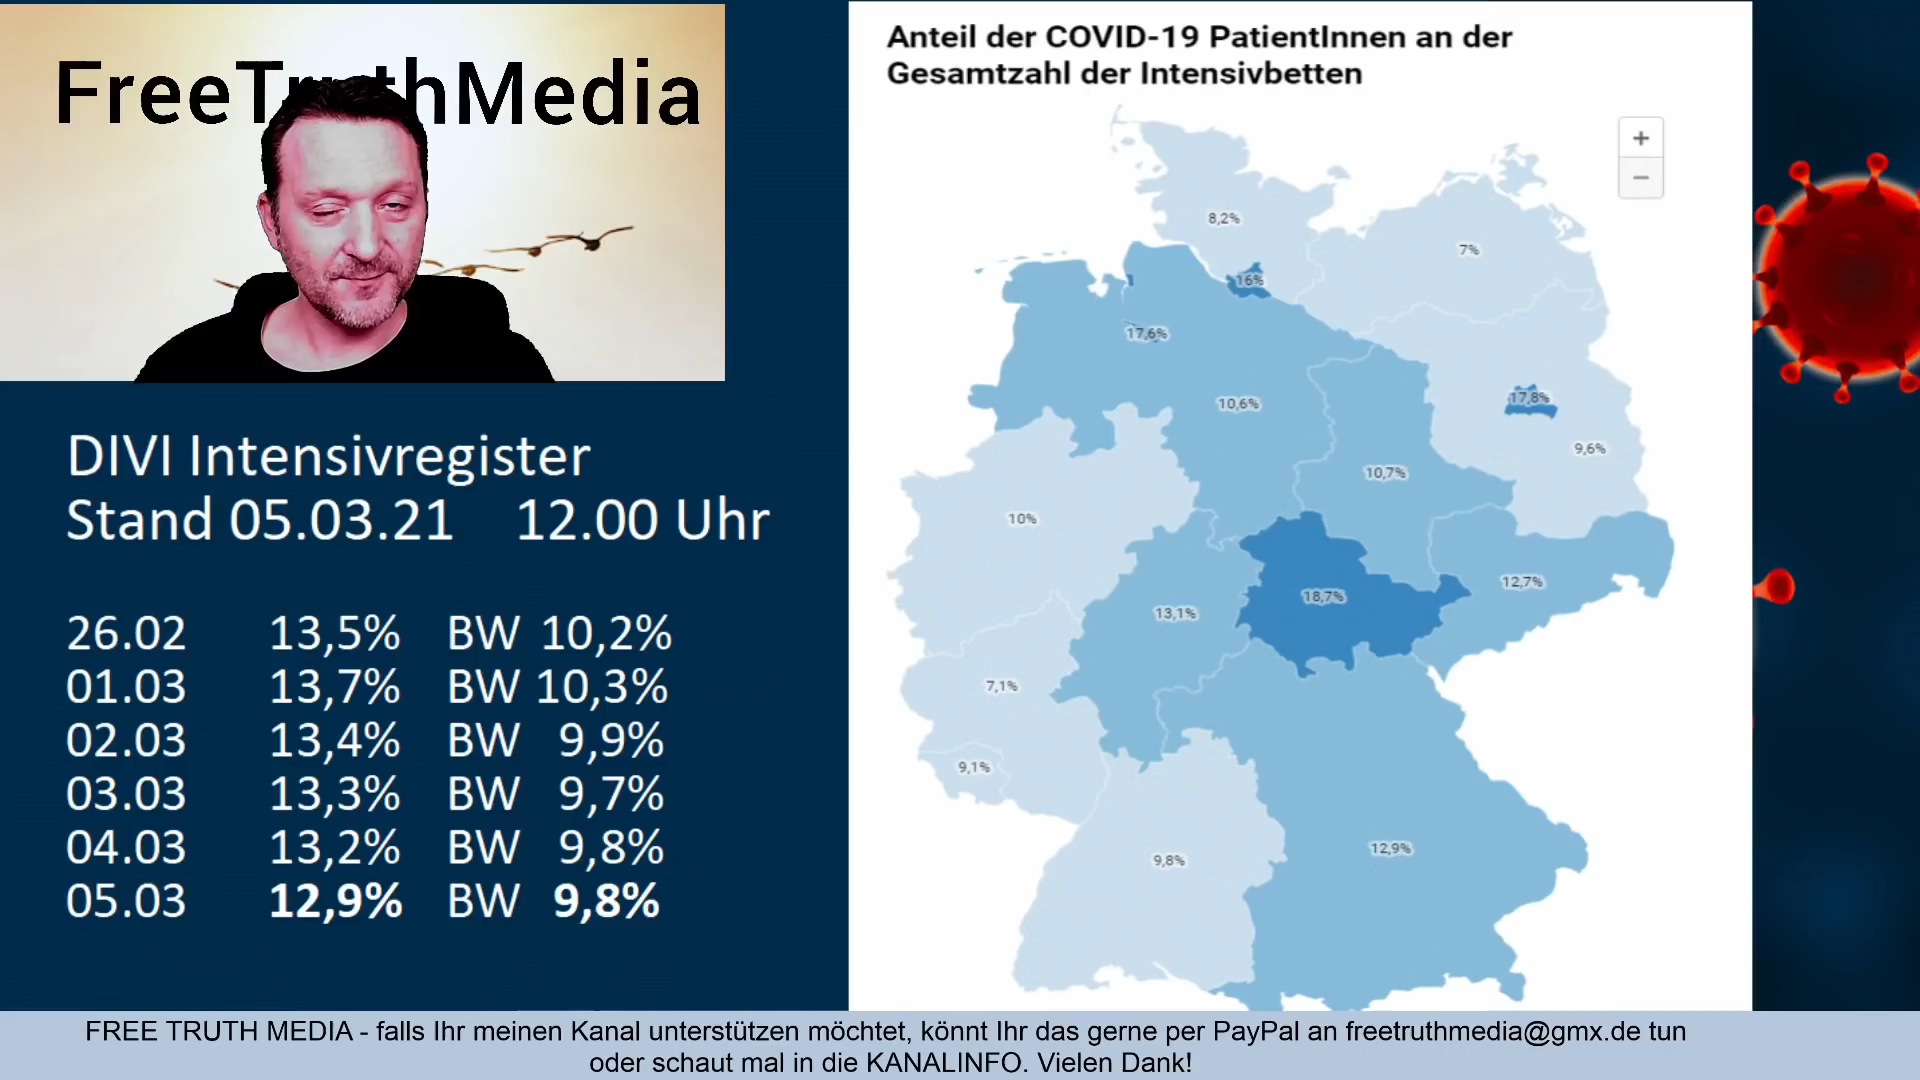 FreeTruthMedia
DIVI Intensivregister
Stand 05.03.21 12.00 Uhr
26.02 13,5% BW 10,2%
01.03 13,7% BW 10,3%
02.03 13,4% BW 9,9%
03.03 13,3% BW 9,7%
04.03 13,2% BW 9,8%
05.03 12,9% BW 9,8%
Anteil der COVID-19 PatientInnen an der
Gesamtzahl der Intensivbetten
+
−
8,2%
7%
16%
17,6%
17,8%
10,6%
9,6%
10,7%
10%
12,7%
18,7%
13,1%
7,1%
9,1%
12,9%
9,8%
FREE TRUTH MEDIA - falls Ihr meinen Kanal unterstützen möchtet, könnt Ihr das gerne per PayPal an freetruthmedia@gmx.de tun
oder schaut mal in die KANALINFO. Vielen Dank!